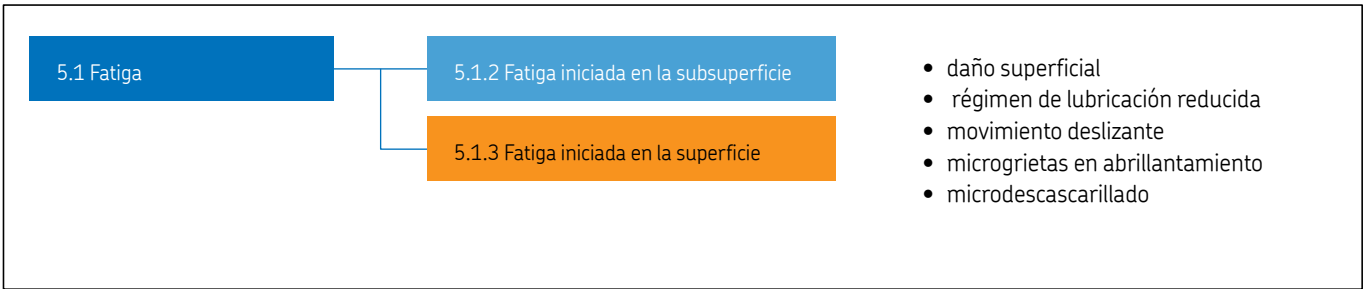 5.1 Fatiga
5.1.2 Fatiga iniciada en la subsuperficie
5.1.3 Fatiga iniciada en la superficie
• daño superficial
• régimen de lubricación reducida
• movimiento deslizante
• microgrietas en abrillantamiento
• microdescascarillado